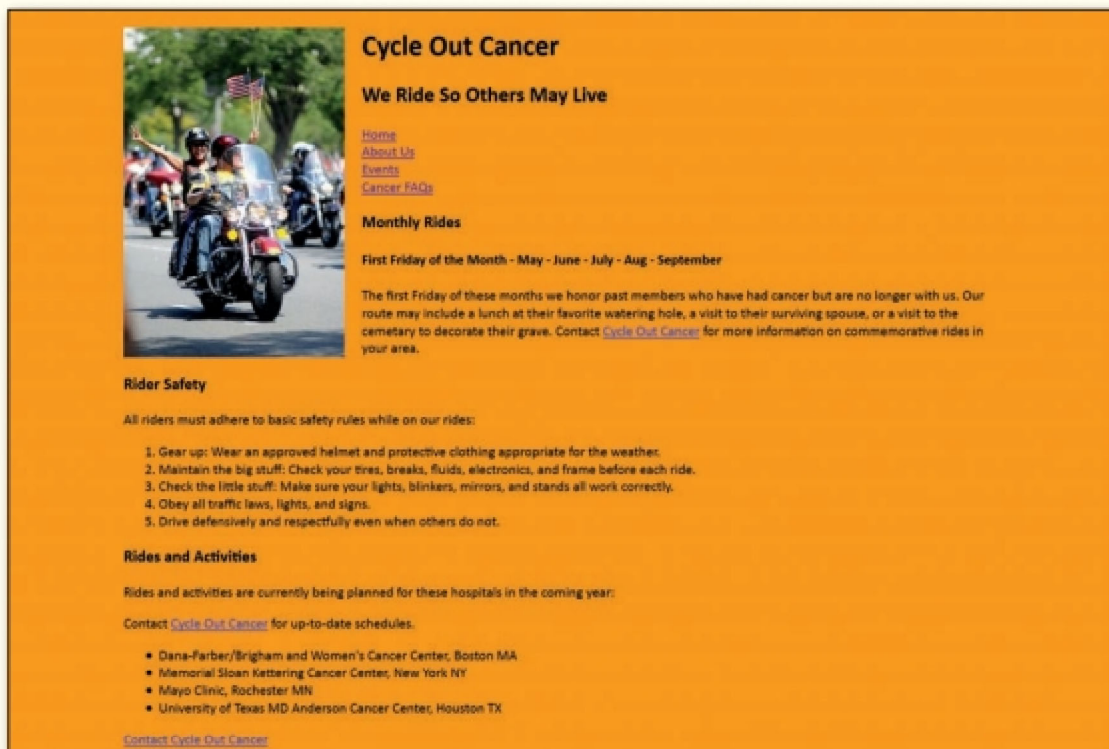 Cycle Out Cancer
We Ride So Others May Live
Home
About Us
Events
Cancer FAQs
Monthly Rides
First Friday of the Month - May - June - July - Aug - September
The first Friday of these months we honor past members who have had cancer but are no longer with us. Our
route may include a lunch at their favorite watering hole, a visit to their surviving spouse, or a visit to the
cemetary to decorate their grave. Contact Cycle Out Cancer for more information on commemorative rides in
your area.
Rider Safety
All riders must adhere to basic safety rules while on our rides:
1. Gear up: Wear an approved helmet and protective clothing appropriate for the weather.
2. Maintain the big stuff: Check your tires, breaks, fluids, electronics, and frame before each ride.
3. Check the little stuff: Make sure your lights, blinkers, mirrors, and stands all work correctly.
4. Obey all traffic laws, lights, and signs.
5. Drive defensively and respectfully even when others do not.
Rides and Activities
Rides and activities are currently being planned for these hospitals in the coming year:
Contact Cycle Out Cancer for up-to-date schedules.
• Dana-Farber/Brigham and Women's Cancer Center, Boston MA
• Memorial Sloan Kettering Cancer Center, New York NY
• Mayo Clinic, Rochester MN
• University of Texas MD Anderson Cancer Center, Houston TX
Contact Cycle Out Cancer